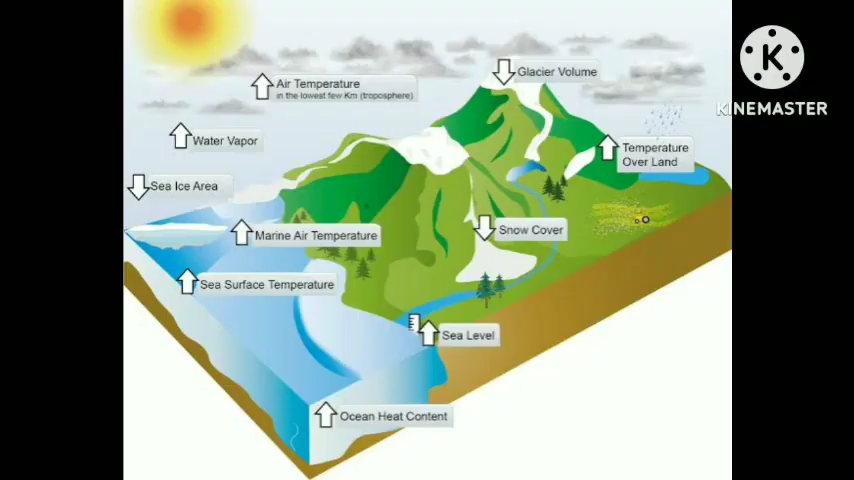 KINEMASTER
Glacier Volume
Air Temperature
in the lowest few Km (troposphere)
Water Vapor
Temperature
Over Land
Sea Ice Area
Marine Air Temperature
Snow Cover
Sea Surface Temperature
Sea Level
Ocean Heat Content